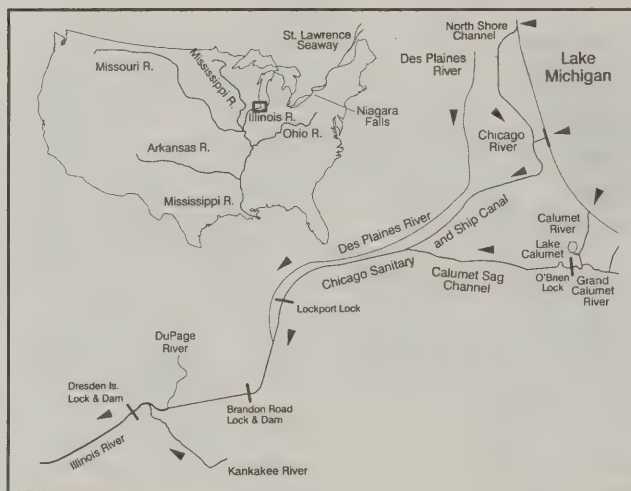 St. Lawrence
Seaway
Missouri R.
Mississippi R.
Niagara
Falls
Illinois R.
Ohio R.
Arkansas R.
Mississippi R.
North Shore
Channel
Des Plaines
River
Lake
Michigan
Chicago
River
Des Plaines River
Chicago Sanitary
and Ship Canal
Calumet
River
Lake
Calumet
Calumet Sag
Channel
O'Brien
Lock
Grand
Calumet
River
Lockport Lock
DuPage
River
Dresden Is.
Lock & Dam
Brandon Road
Lock & Dam
Illinois River
Kankakee River